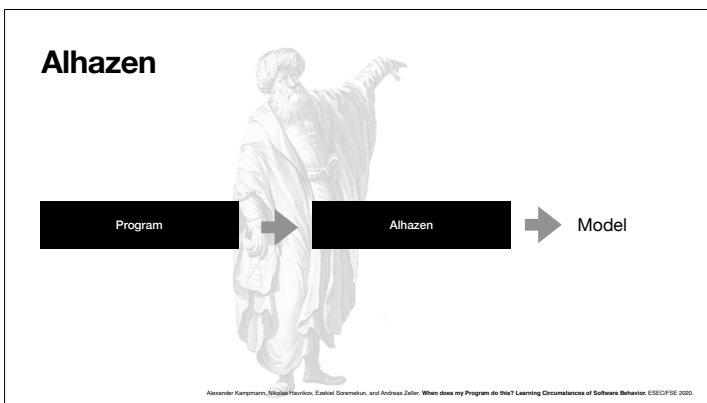 Alhazen
Program
Alhazen
Model
Alexander Kampmann, Nikolas Havrikov, Ezekiel Soremekun, and Andreas Zeller. When does my Program do this? Learning Circumstances of Software Behavior. ESEC/FSE 2020.